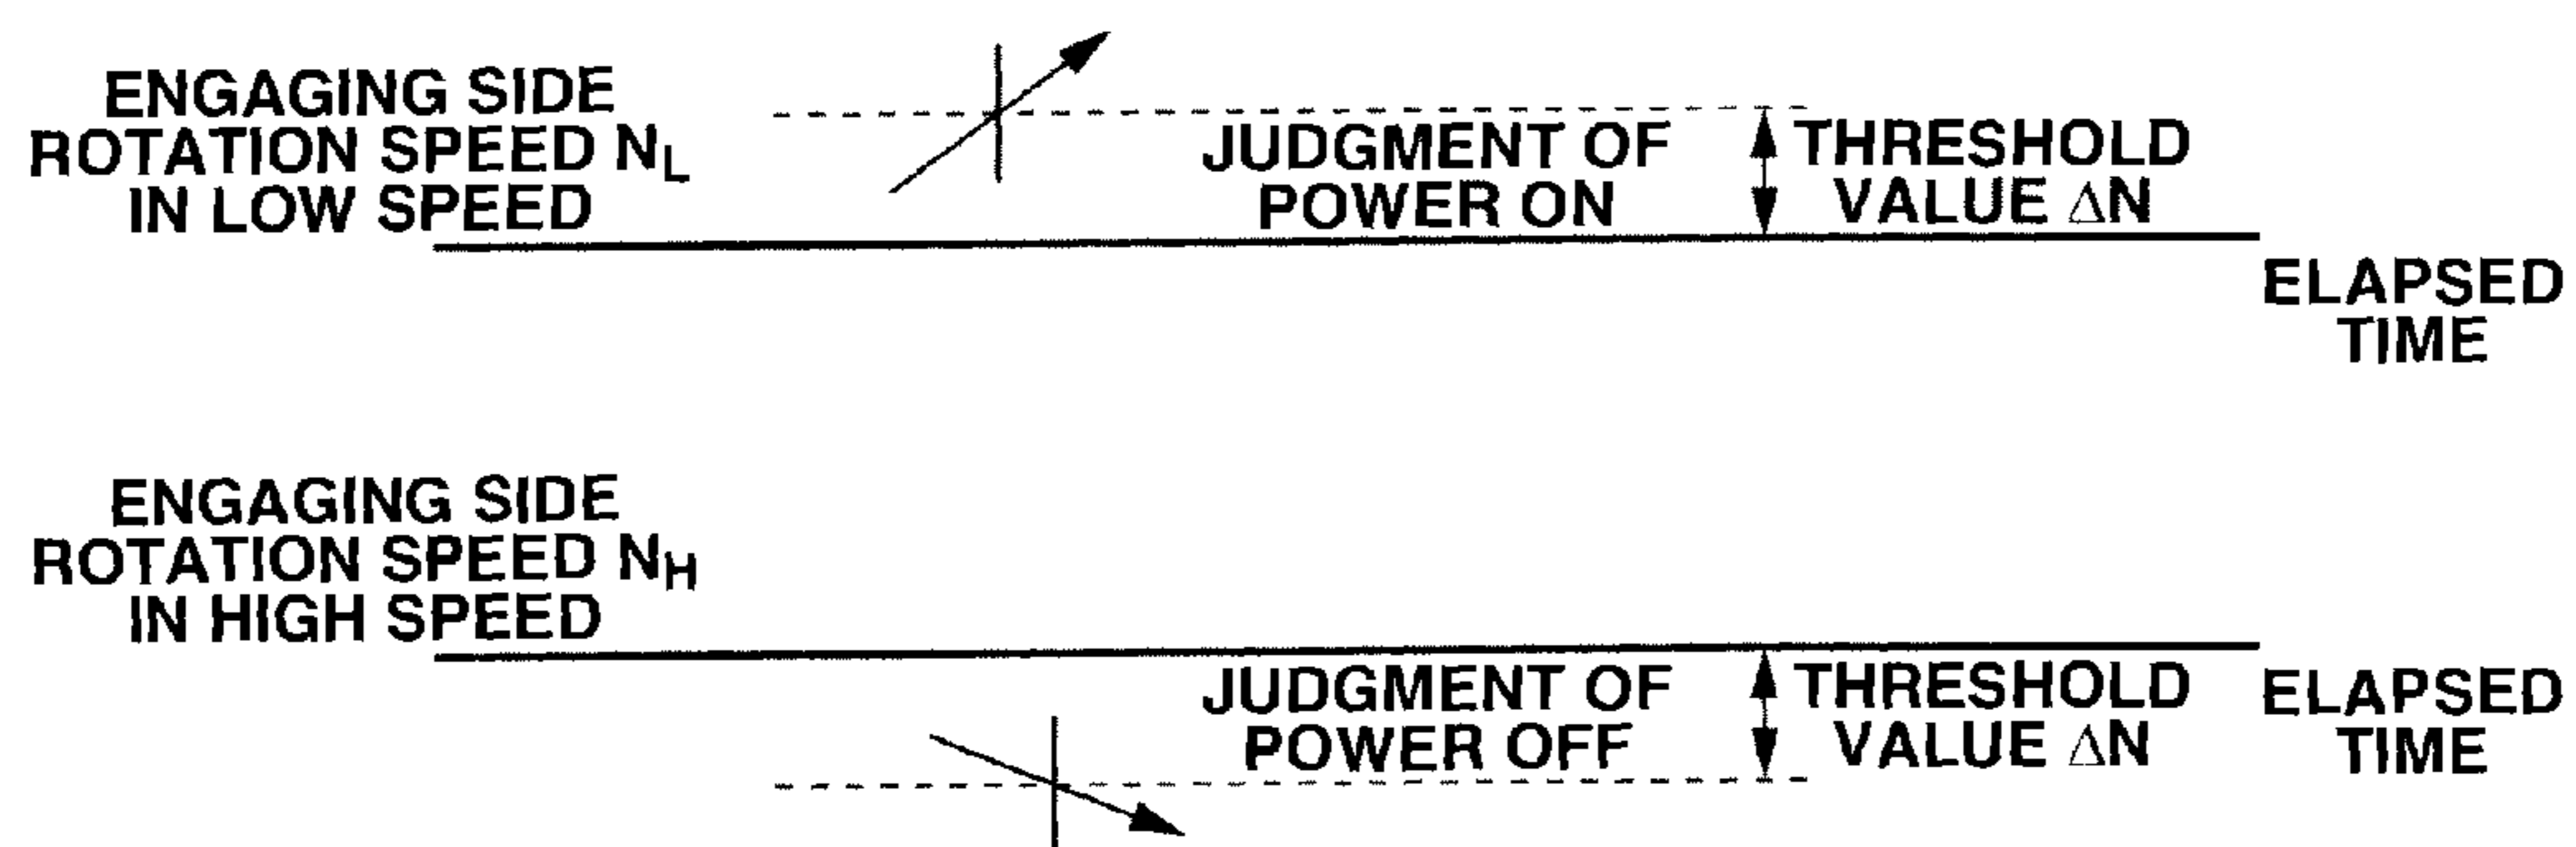 ENGAGING SIDE
ROTATION SPEED NL
IN LOW SPEED
JUDGMENT OF
POWER ON
THRESHOLD
VALUE ΔN
ELAPSED
TIME
ENGAGING SIDE
ROTATION SPEED NH
IN HIGH SPEED
JUDGMENT OF
POWER OFF
THRESHOLD
VALUE ΔN
ELAPSED
TIME